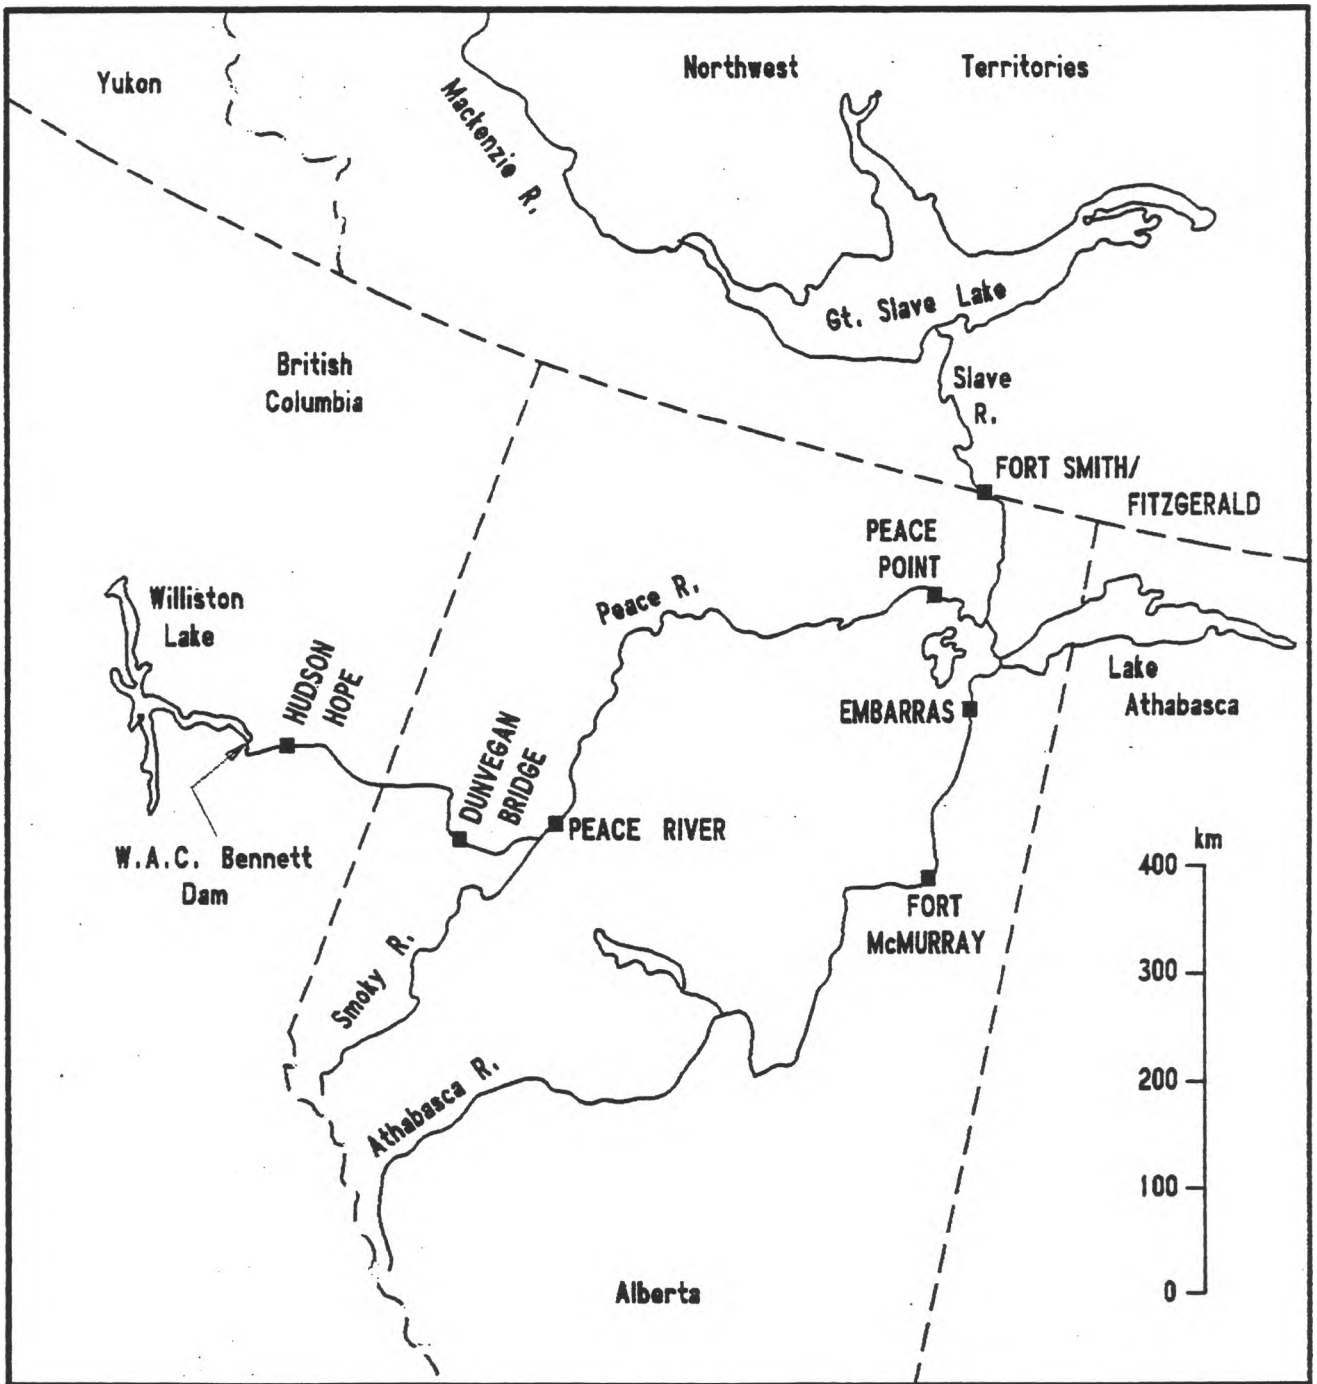 Yukon
Northwest Territories
Mackenzie R.
Gt. Slave Lake
British
Columbia
Slave
R.
FORT SMITH/
FITZGERALD
PEACE
POINT
Peace R.
Williston
Lake
HUDSON
HOPE
Lake
Athabasca
EMBARRAS
DUNVEGAN
BRIDGE
PEACE RIVER
W.A.C. Bennett
Dam
km
400
300
200
100
0
FORT
McMURRAY
Smoky R.
Athabasca R.
Alberta